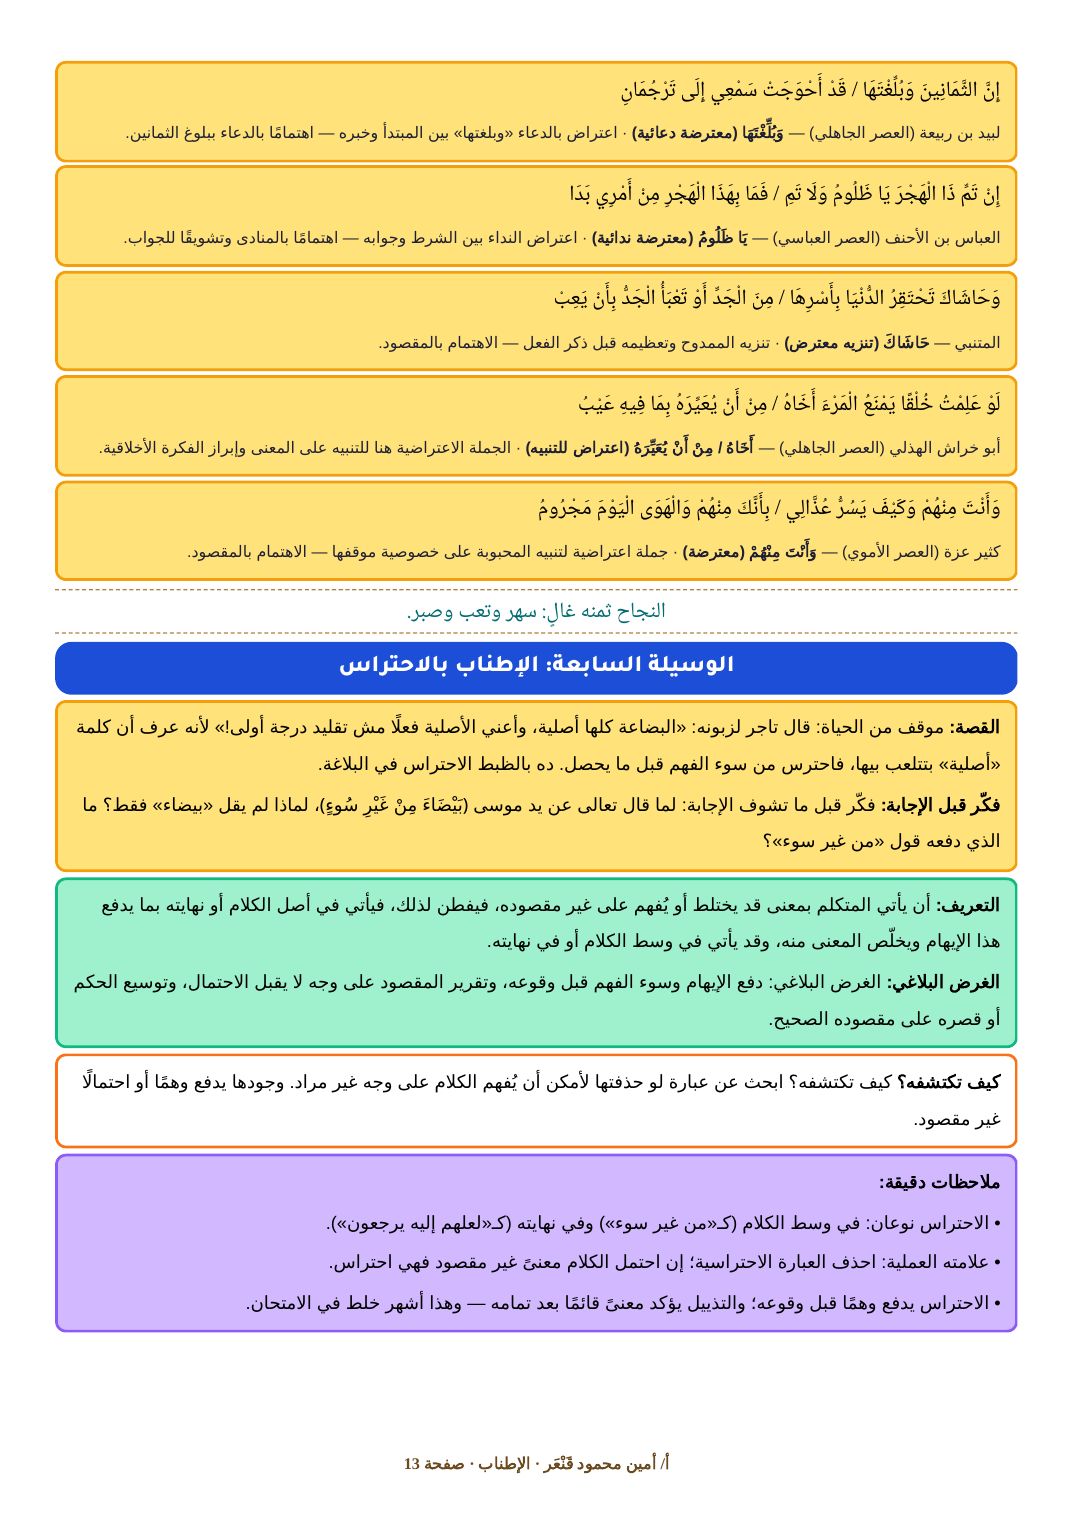 إِنَّ الثَّمَانِينَ وَبُلِّغْتَهَا / قَدْ أَحْوَجَتْ سَمْعِي إِلَى تَرْجُمَانِ
لبيد بن ربيعة (العصر الجاهلي) — وَبُلِّغْتَهَا (معترضة دعائية) · اعتراض بالدعاء «وبلغتها» بين المبتدأ وخبره — اهتمامًا بالدعاء ببلوغ الثمانين.
إِنْ تَمَّ ذَا الْهَجْرَ يَا ظَلُومُ وَلَا تَمِ / فَمَا بِهَذَا الْهَجْرِ مِنْ أَمْرِي بَدَا
العباس بن الأحنف (العصر العباسي) — يَا ظَلُومُ (معترضة ندائية) · اعتراض النداء بين الشرط وجوابه — اهتمامًا بالمنادى وتشويقًا للجواب.
وَحَاشَاكَ تَحْتَقِرُ الدُّنْيَا بِأَسْرِهَا / مِنَ الْجَدِّ أَوْ تَعْبَأُ الْجَدُّ بِأَنْ يَعِبْ
المتنبي — حَاشَاكَ (تنزيه معترض) · تنزيه الممدوح وتعظيمه قبل ذكر الفعل — الاهتمام بالمقصود.
لَوْ عَلِمْتُ خُلْقًا يَمْنَعُ الْمَرْءَ أَخَاهُ / مِنْ أَنْ يُعَيِّرَهُ بِمَا فِيهِ عَيْبُ
أبو خراش الهذلي (العصر الجاهلي) — أَخَاهُ / مِنْ أَنْ يُعَيِّرَهُ (اعتراض للتنبيه) · الجملة الاعتراضية هنا للتنبيه على المعنى وإبراز الفكرة الأخلاقية.
وَأَنْتَ مِنْهُمْ وَكَيْفَ يَسُرُّ عُذَّالِي / بِأَنَّكَ مِنْهُمْ وَالْهَوَى الْيَوْمَ مَجْرُومُ
كثير عزة (العصر الأموي) — وَأَنْتَ مِنْهُمْ (معترضة) · جملة اعتراضية لتنبيه المحبوبة على خصوصية موقفها — الاهتمام بالمقصود.
النجاح ثمنه غالٍ: سهر وتعب وصبر.
الوسيلة السابعة: الإطناب بالاحتراس
القصة: موقف من الحياة: قال تاجر لزبونه: «البضاعة كلها أصلية، وأعني الأصلية فعلًا مش تقليد درجة أولى!» لأنه عرف أن كلمة
«أصلية» بتتلعب بيها، فاحترس من سوء الفهم قبل ما يحصل. ده بالظبط الاحتراس في البلاغة.
فكّر قبل الإجابة: فكّر قبل ما تشوف الإجابة: لما قال تعالى عن يد موسى (بَيْضَاءَ مِنْ غَيْرِ سُوءٍ)، لماذا لم يقل «بيضاء» فقط؟ ما
الذي دفعه قول «من غير سوء»؟
التعريف: أن يأتي المتكلم بمعنى قد يختلط أو يُفهم على غير مقصوده، فيفطن لذلك، فيأتي في أصل الكلام أو نهايته بما يدفع
هذا الإيهام ويخلّص المعنى منه، وقد يأتي في وسط الكلام أو في نهايته.
الغرض البلاغي: الغرض البلاغي: دفع الإيهام وسوء الفهم قبل وقوعه، وتقرير المقصود على وجه لا يقبل الاحتمال، وتوسيع الحكم
أو قصره على مقصوده الصحيح.
كيف تكتشفه؟ كيف تكتشفه؟ ابحث عن عبارة لو حذفتها لأمكن أن يُفهم الكلام على وجه غير مراد. وجودها يدفع وهمًا أو احتمالًا
غير مقصود.
ملاحظات دقيقة:
• الاحتراس نوعان: في وسط الكلام (كـ«من غير سوء») وفي نهايته (كـ«لعلهم إليه يرجعون»).
• علامته العملية: احذف العبارة الاحتراسية؛ إن احتمل الكلام معنىً غير مقصود فهي احتراس.
• الاحتراس يدفع وهمًا قبل وقوعه؛ والتذييل يؤكد معنىً قائمًا بعد تمامه — وهذا أشهر خلط في الامتحان.
أ/ أمين محمود قَنْعَر · الإطناب · صفحة 13